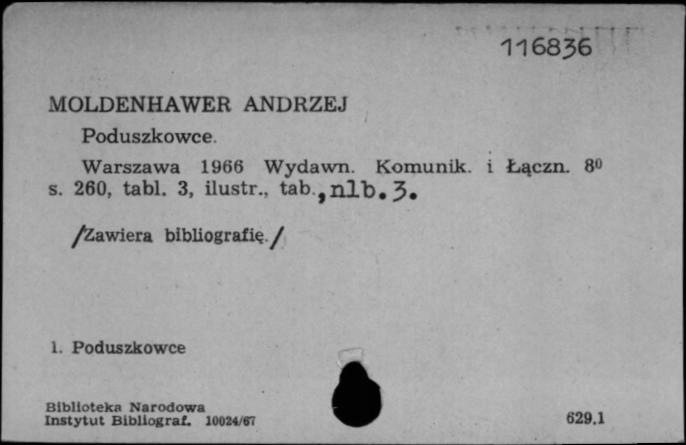 116836
MOLDENHAWER ANDRZEJ
Poduszkowce.
Warszawa 1966 Wydawn. Komunik. i Łączn. 8⁰
s. 260, tabl. 3, ilustr., tab., nlb. 3.
/Zawiera bibliografię./
1. Poduszkowce
Biblioteka Narodowa
Instytut Bibliograf. 10024/67
629.1